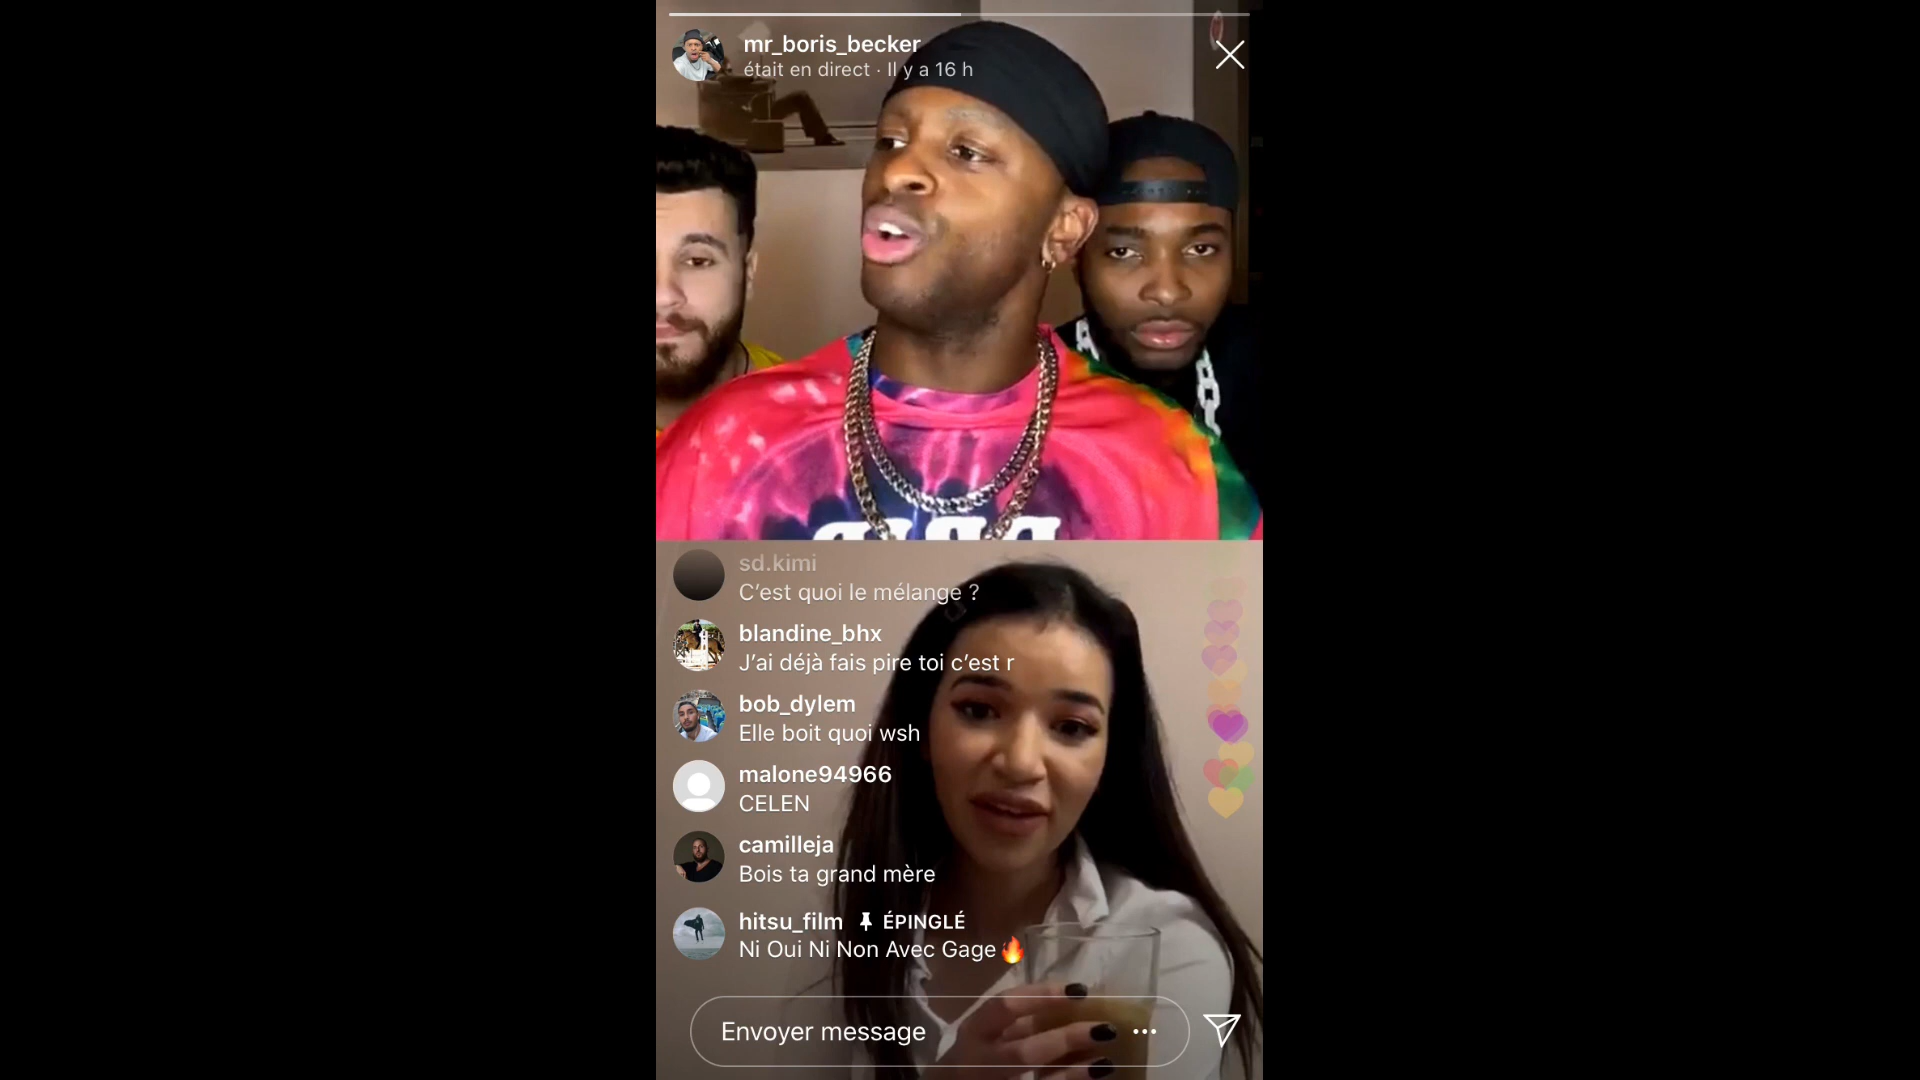 mr_boris_becker
était en direct · Il y a 16 h
sd.kimi
C’est quoi le mélange ?
blandine_bhx
J’ai déjà fais pire toi c’est r
bob_dylem
Elle boit quoi wsh
malone94966
CELEN
camilleja
Bois ta grand mère
hitsu_film ÉPINGLÉ
Ni Oui Ni Non Avec Gage🔥
Envoyer message